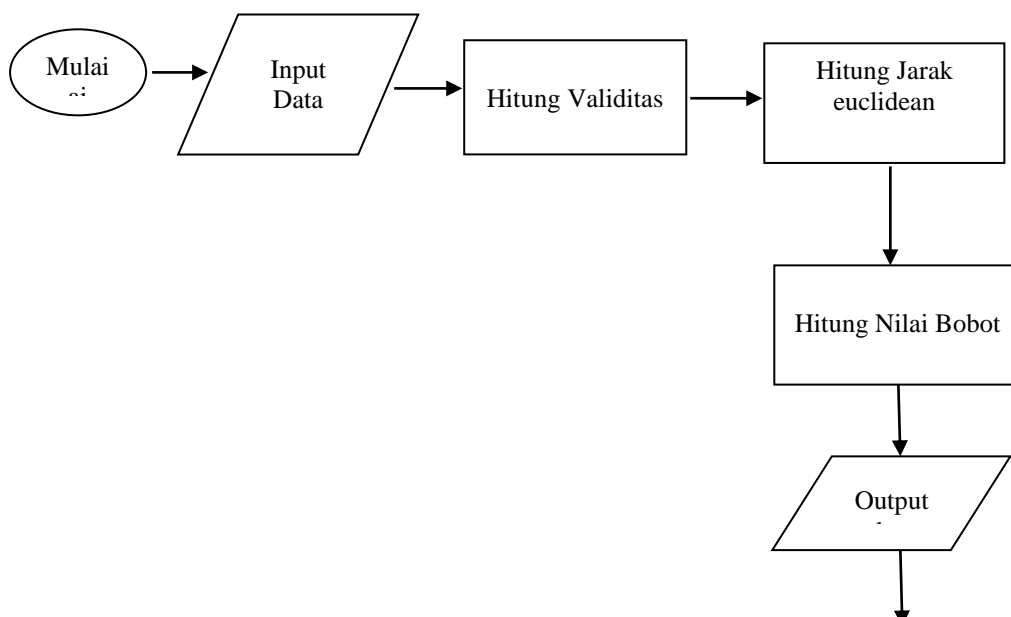 Mulai
Input
Data
Hitung Validitas
Hitung Jarak
euclidean
Hitung Nilai Bobot
Output